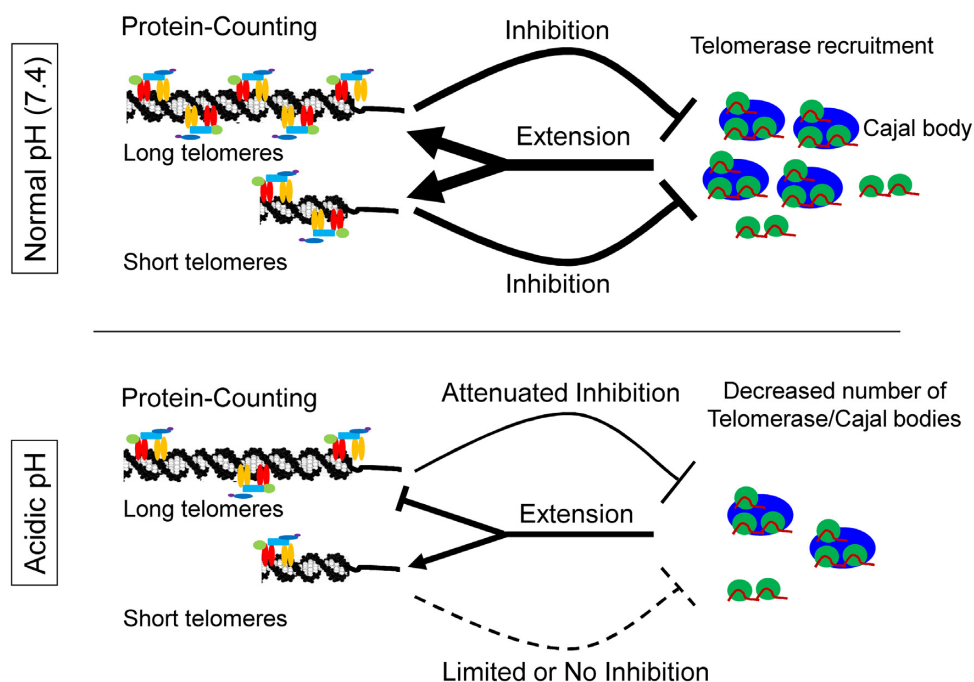 Normal pH (7.4)
Protein-Counting
Inhibition
Telomerase recruitment
Cajal body
Extension
Long telomeres
Short telomeres
Inhibition
Acidic pH
Protein-Counting
Attenuated Inhibition
Decreased number of
Telomerase/Cajal bodies
Long telomeres
Extension
Short telomeres
Limited or No Inhibition